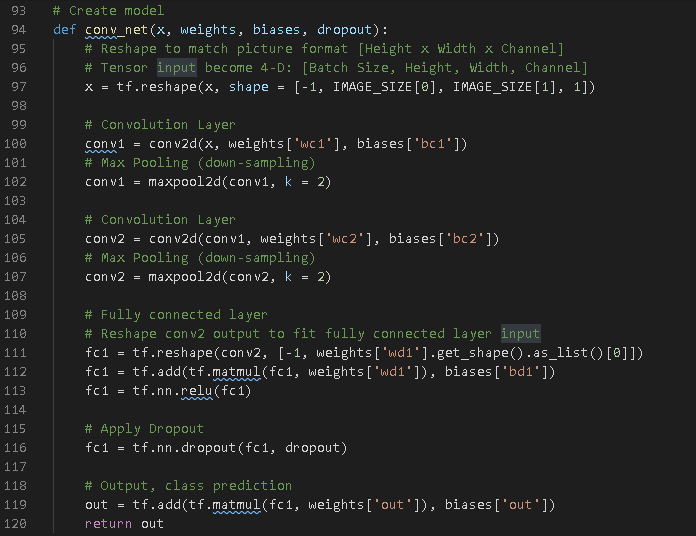 93 # Create model
94 def conv_net(x, weights, biases, dropout):
95     # Reshape to match picture format [Height x Width x Channel]
96     # Tensor input become 4-D: [Batch Size, Height, Width, Channel]
97     x = tf.reshape(x, shape = [-1, IMAGE_SIZE[0], IMAGE_SIZE[1], 1])
98
99     # Convolution Layer
100     conv1 = conv2d(x, weights['wc1'], biases['bc1'])
101     # Max Pooling (down-sampling)
102     conv1 = maxpool2d(conv1, k = 2)
103
104     # Convolution Layer
105     conv2 = conv2d(conv1, weights['wc2'], biases['bc2'])
106     # Max Pooling (down-sampling)
107     conv2 = maxpool2d(conv2, k = 2)
108
109     # Fully connected layer
110     # Reshape conv2 output to fit fully connected layer input
111     fc1 = tf.reshape(conv2, [-1, weights['wd1'].get_shape().as_list()[0]])
112     fc1 = tf.add(tf.matmul(fc1, weights['wd1']), biases['bd1'])
113     fc1 = tf.nn.relu(fc1)
114
115     # Apply Dropout
116     fc1 = tf.nn.dropout(fc1, dropout)
117
118     # Output, class prediction
119     out = tf.add(tf.matmul(fc1, weights['out']), biases['out'])
120     return out